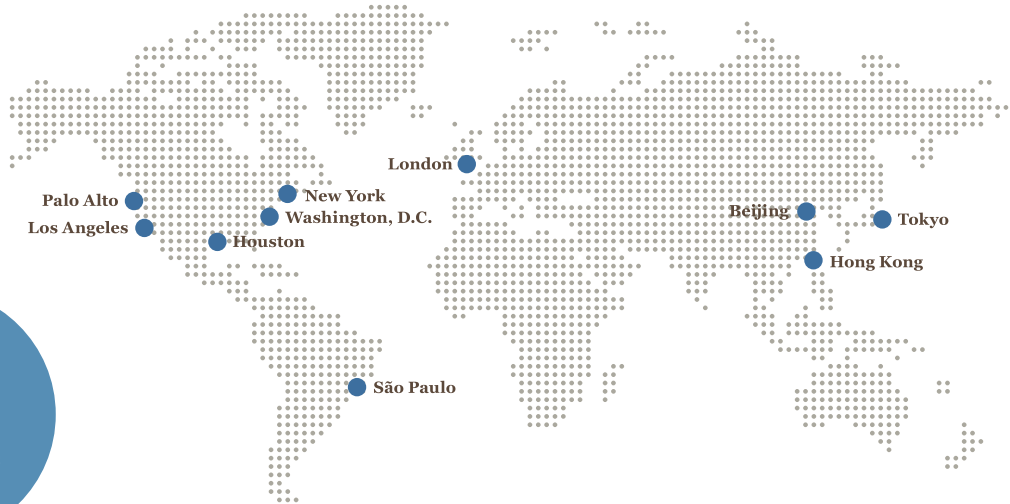 London
New York
Palo Alto
Washington, D.C.
Beijing
Tokyo
Los Angeles
Houston
Hong Kong
São Paulo